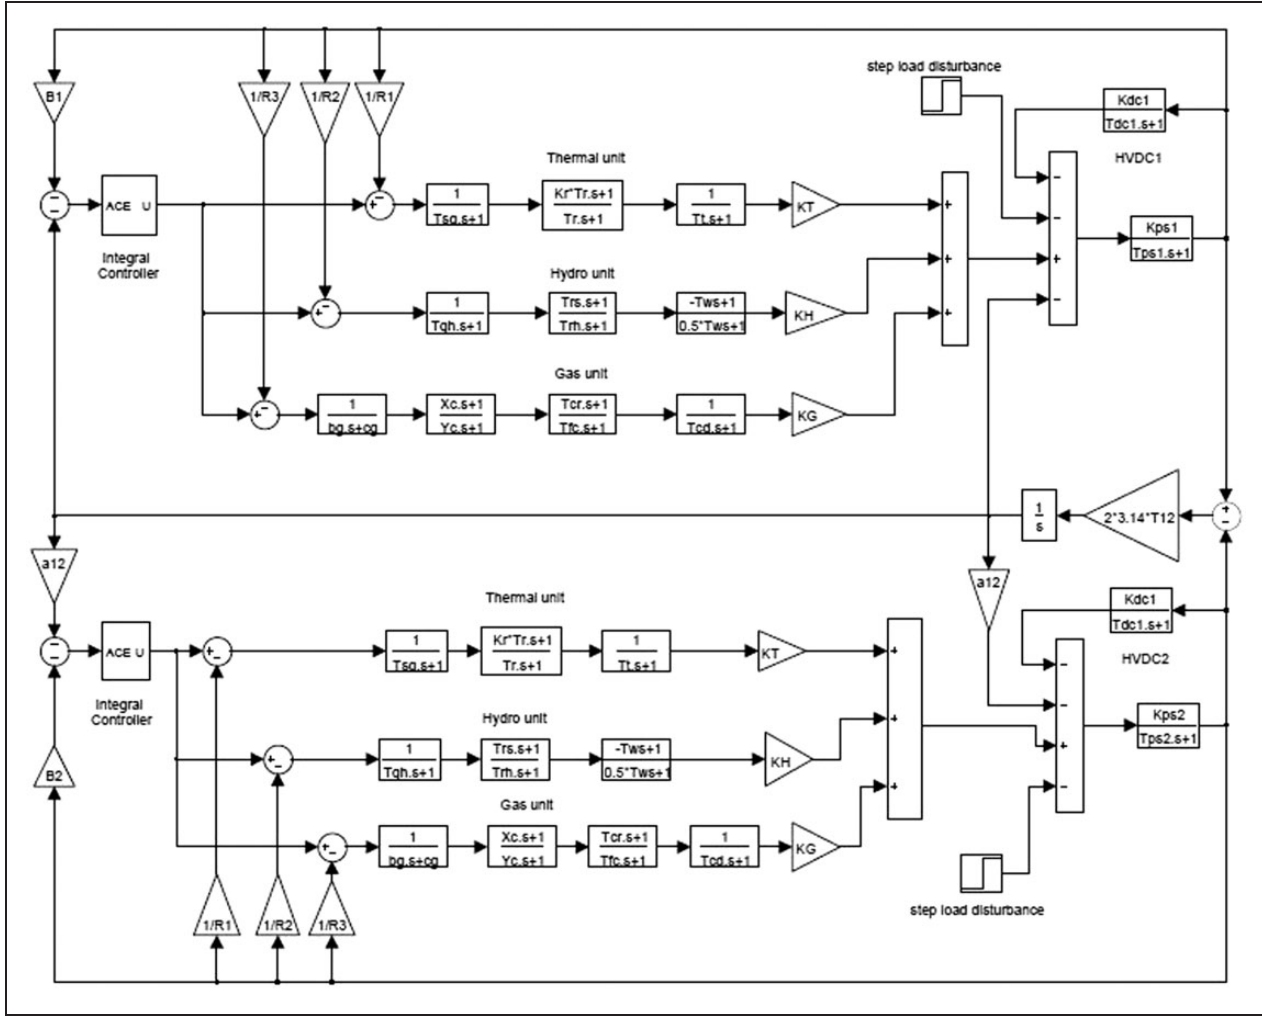 step load disturbance
B1
1/R3
1/R2
1/R1
Kdc1
Tdc1.s+1
HVDC1
Thermal unit
ACE U
Integral
Controller
+
−
1
Tsg.s+1
Kr*Tr.s+1
Tr.s+1
1
Tt.s+1
KT
+
+
+
−
−
+
−
Kps1
Tps1.s+1
Hydro unit
+
−
1
Tgh.s+1
Trs.s+1
Trh.s+1
-Tws+1
0.5*Tws+1
KH
Gas unit
+
−
1
bg.s+cg
Xc.s+1
Yc.s+1
Tcr.s+1
Tfc.s+1
1
Tcd.s+1
KG
1
s
2*3.14*T12
+
−
a12
a12
Kdc1
Tdc1.s+1
HVDC2
Thermal unit
ACE U
Integral
Controller
+
−
1
Tsg.s+1
Kr*Tr.s+1
Tr.s+1
1
Tt.s+1
KT
+
+
+
−
−
+
−
Kps2
Tps2.s+1
Hydro unit
+
−
1
Tgh.s+1
Trs.s+1
Trh.s+1
-Tws+1
0.5*Tws+1
KH
B2
Gas unit
+
−
1
bg.s+cg
Xc.s+1
Yc.s+1
Tcr.s+1
Tfc.s+1
1
Tcd.s+1
KG
1/R1
1/R2
1/R3
step load disturbance